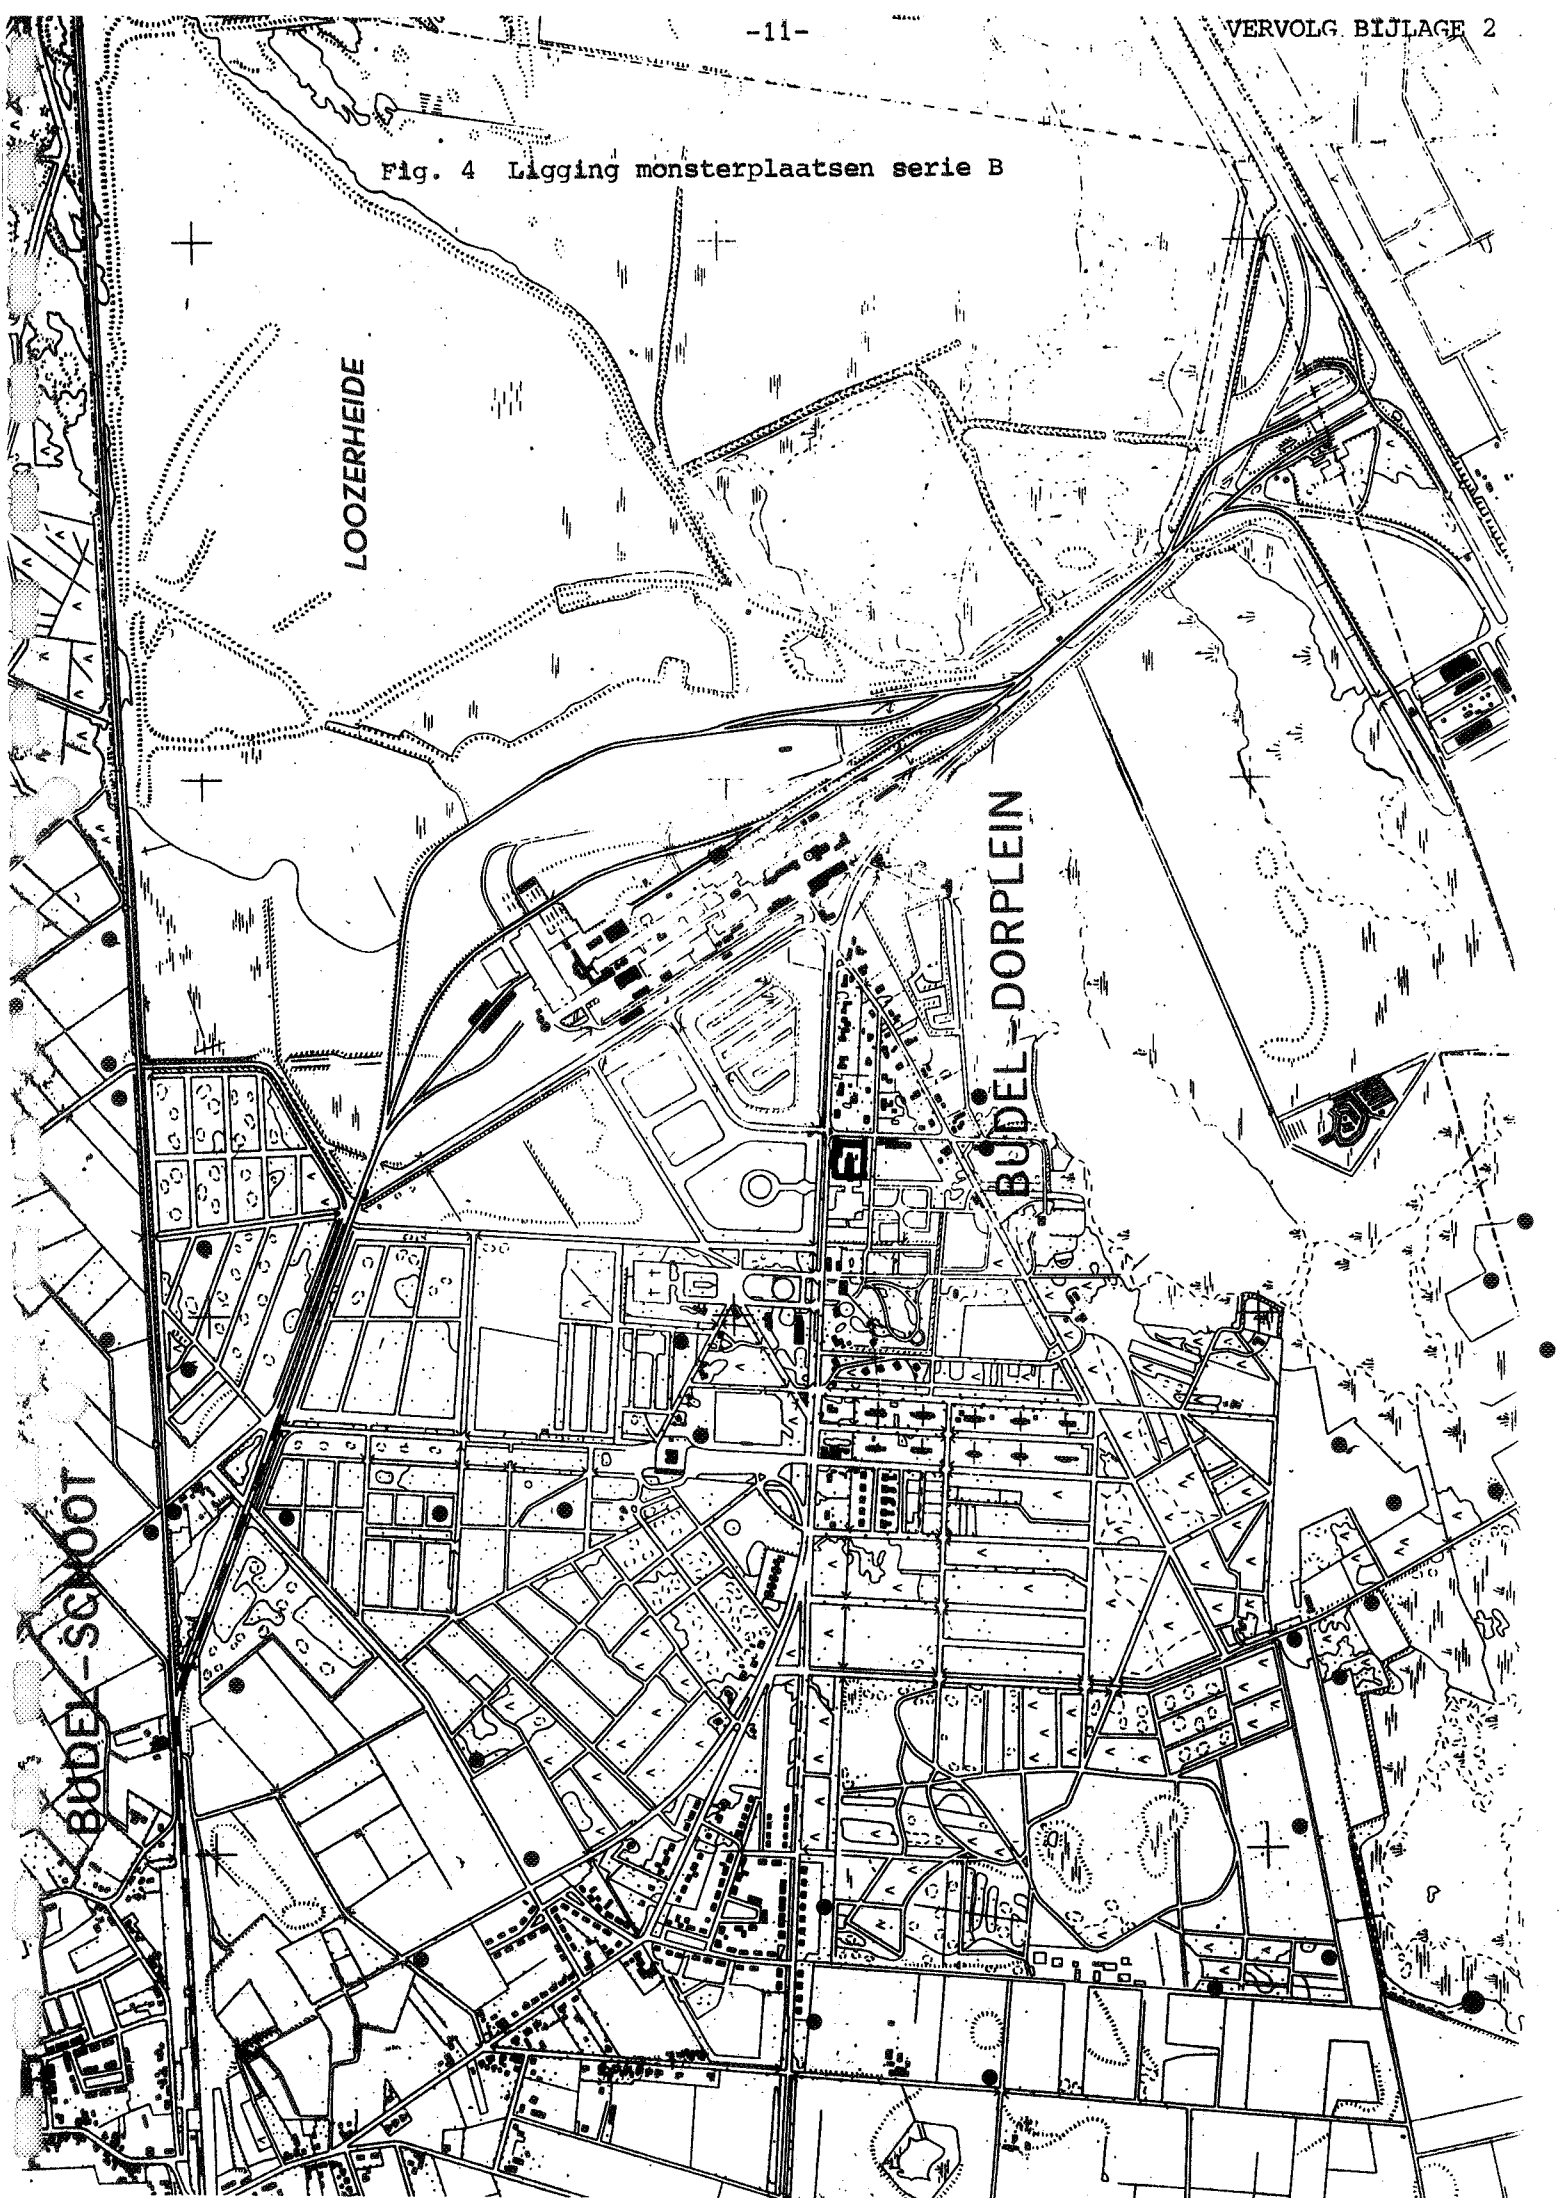 -11-
VERVOLG BIJLAGE 2
Fig. 4 Ligging monsterplaatsen serie B
LOOZERHEIDE
BUDEL-DORPLEIN
BUDEL-SCHOOT